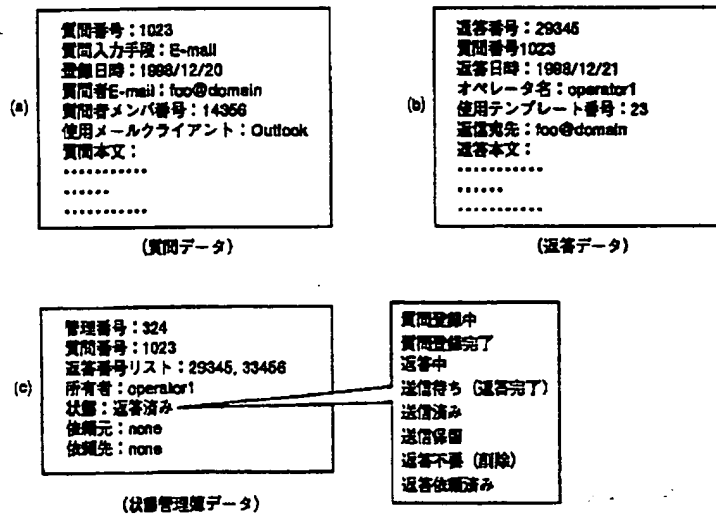 (a)
質問番号：1023
質問入力手段：E-mail
登録日時：1998/12/20
質問者E-mail：foo@domain
質問者メンバ番号：14356
使用メールクライアント：Outlook
質問本文：
…………
……
…………
(質問データ)
(b)
返答番号：29345
質問番号1023
返答日時：1998/12/21
オペレータ名：operator1
使用テンプレート番号：23
返信宛先：foo@domain
返答本文：
…………
……
…………
(返答データ)
(c)
管理番号：324
質問番号：1023
返答番号リスト：29345, 33456
所有者：operator1
状態：返答済み
依頼元：none
依頼先：none
(状態管理簿データ)
質問登録中
質問登録完了
返答中
送信待ち（返答完了）
送信済み
送信保留
返答不要（削除）
返答依頼済み